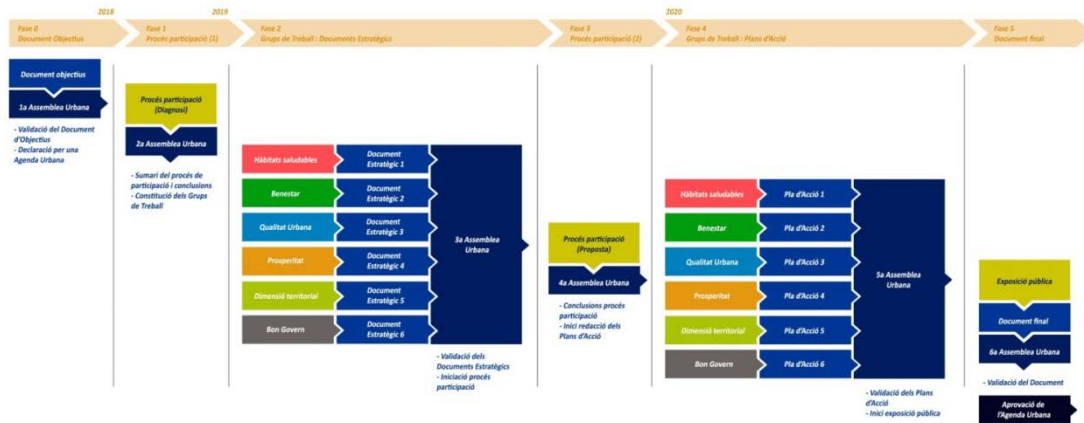 2018
2019
2020
Fase 0
Document Objectius
Fase 1
Procés participació (1)
Fase 2
Grups de Treball : Documents Estratègics
Fase 3
Procés participació (2)
Fase 4
Grups de Treball : Plans d'Acció
Fase 5
Document final
Document objectius
1a Assemblea Urbana
- Validació del Document
d'Objectius
- Declaració per una
Agenda Urbana
Procés participació
(Diagnosi)
2a Assemblea Urbana
- Sumari del procés de
participació i conclusions
- Constitució dels Grups
de Treball
Hàbitats saludables
Document
Estratègic 1
Benestar
Document
Estratègic 2
Qualitat Urbana
Document
Estratègic 3
Prosperitat
Document
Estratègic 4
Dimensió territorial
Document
Estratègic 5
Bon Govern
Document
Estratègic 6
3a Assemblea
Urbana
- Validació dels
Documents Estratègics
- Iniciació procés
participació
Procés participació
(Proposta)
4a Assemblea Urbana
- Conclusions procés
participació
- Inici redacció dels
Plans d'Acció
Hàbitats saludables
Pla d'Acció 1
Benestar
Pla d'Acció 2
Qualitat Urbana
Pla d'Acció 3
Prosperitat
Pla d'Acció 4
Dimensió territorial
Pla d'Acció 5
Bon Govern
Pla d'Acció 6
5a Assemblea
Urbana
- Validació dels Plans
d'Acció
- Inici exposició pública
Exposició pública
Document final
6a Assemblea Urbana
- Validació del Document
Aprovació de
l'Agenda Urbana